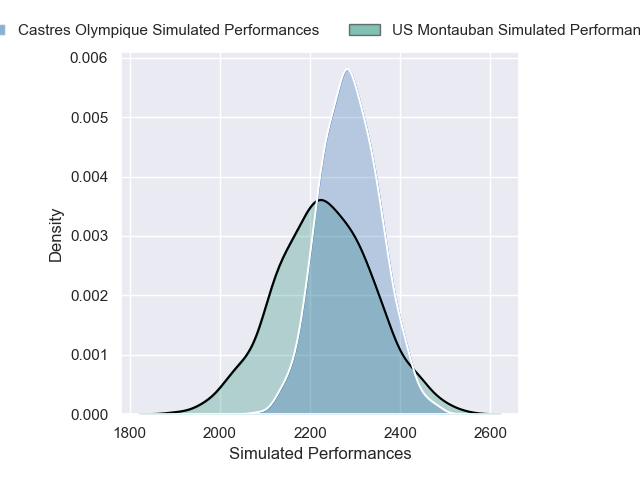 Castres Olympique Simulated Performances
US Montauban Simulated Performan
0.006
0.005
0.004
0.003
0.002
0.001
0.000
Density
1800 2000 2200 2400 2600
Simulated Performances